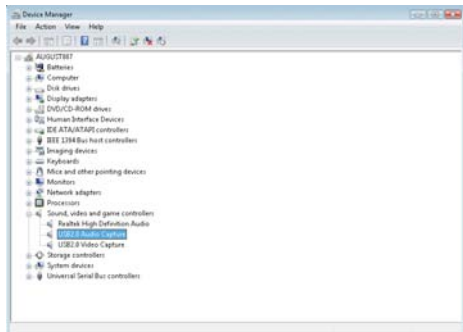 Device Manager
File Action View Help
AUGUST887
Batteries
Computer
Disk drives
Display adapters
DVD/CD-ROM drives
Human Interface Devices
IDE ATA/ATAPI controllers
IEEE 1394 Bus host controllers
Imaging devices
Keyboards
Mice and other pointing devices
Monitors
Network adapters
Processors
Sound, video and game controllers
Realtek High Definition Audio
USB2.0 Audio Capture
USB2.0 Video Capture
Storage controllers
System devices
Universal Serial Bus controllers